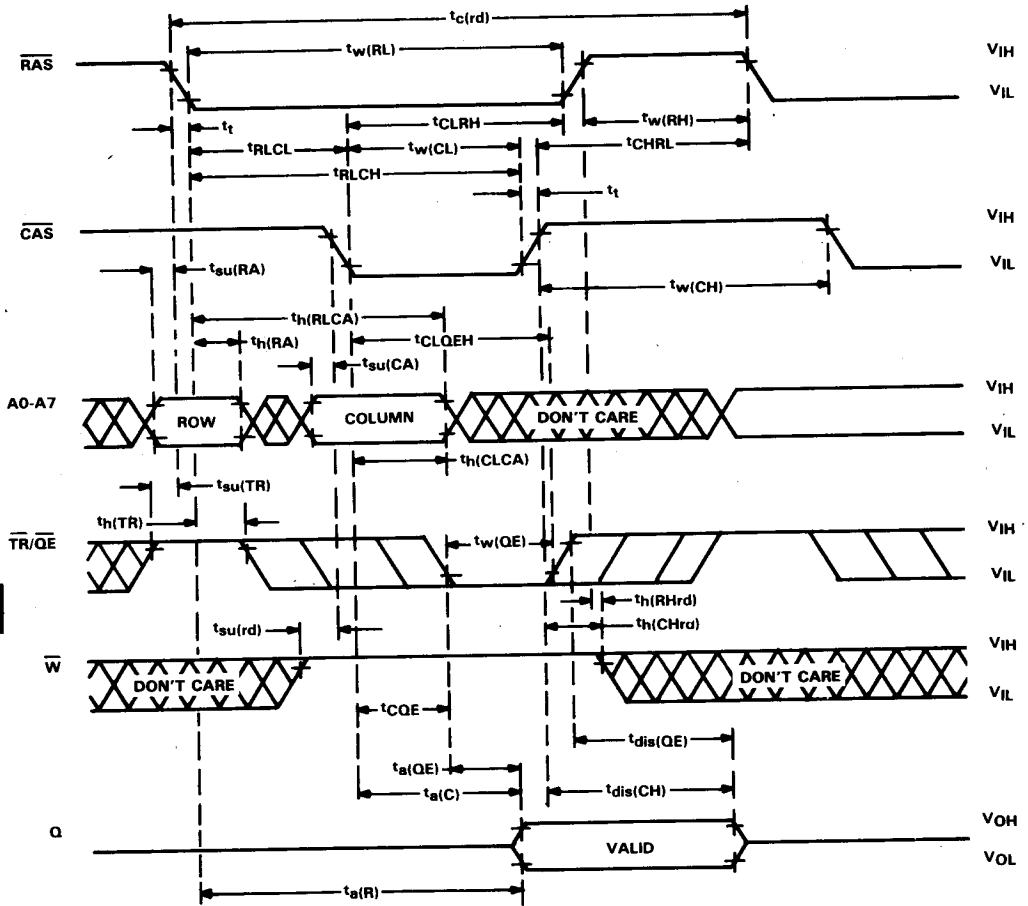 tc(rd)
RAS
tw(RL)
VIH
VIL
tt
tCLRH
tw(RH)
tRLCL
tw(CL)
tCHRL
tRLCH
tt
CAS
VIH
VIL
tsu(RA)
tw(CH)
th(RLCA)
th(RA)
tCLQEH
tsu(CA)
A0-A7
ROW
COLUMN
DON'T CARE
VIH
VIL
th(CLCA)
tsu(TR)
th(TR)
TR/QE
tw(QE)
VIH
VIL
th(RHrd)
tsu(rd)
th(CHrd)
W
DON'T CARE
DON'T CARE
VIH
VIL
tCQE
tdis(QE)
ta(QE)
ta(C)
tdis(CH)
Q
VALID
VOH
VOL
ta(R)